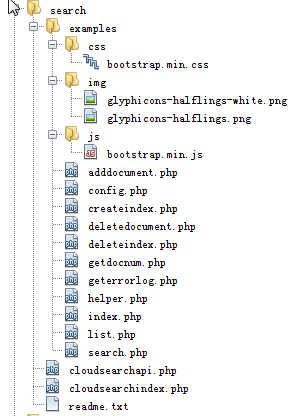 search
examples
css
bootstrap.min.css
img
glyphicons-halflings-white.png
glyphicons-halflings.png
js
bootstrap.min.js
adddocument.php
config.php
createindex.php
deletedocument.php
deleteindex.php
getdocnum.php
geterrorlog.php
helper.php
index.php
list.php
search.php
cloudsearchapi.php
cloudsearchindex.php
readme.txt